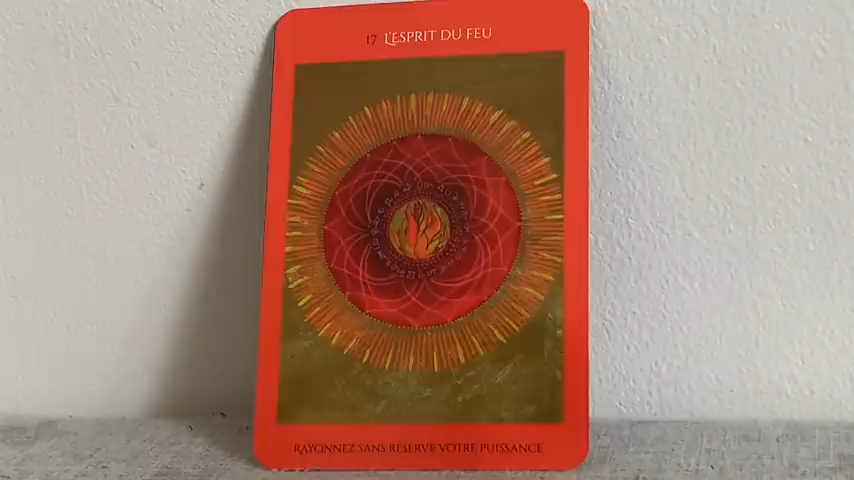 17 L'ESPRIT DU FEU
RAYONNEZ SANS RÉSERVE VOTRE PUISSANCE